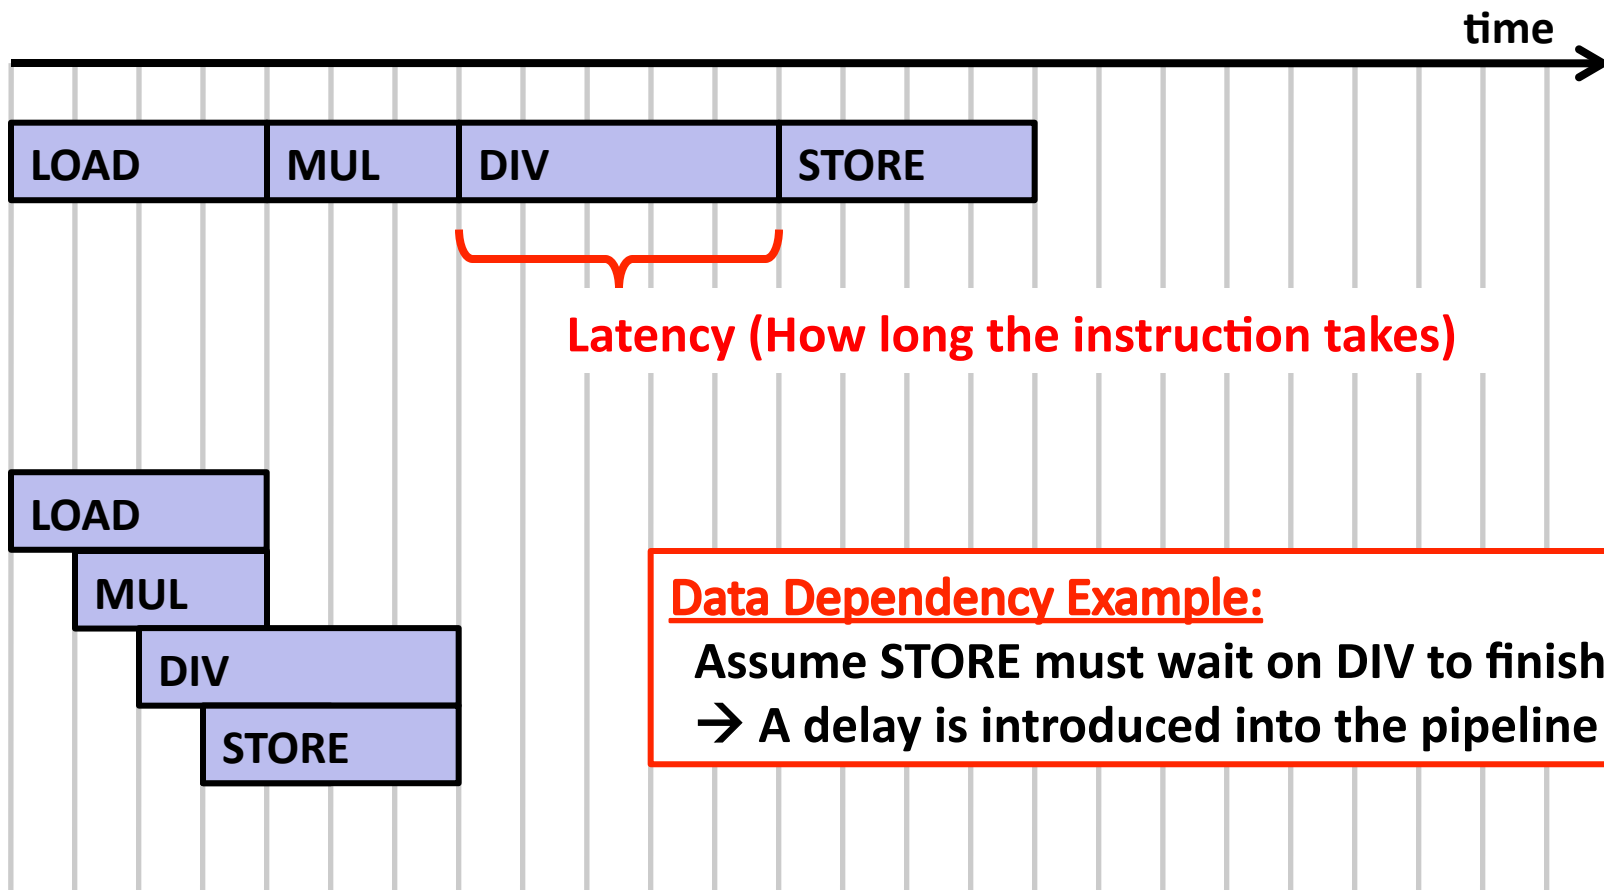 time
LOAD MUL DIV STORE
Latency (How long the instruction takes)
LOAD
MUL
DIV
STORE
Data Dependency Example:
Assume STORE must wait on DIV to finish
→ A delay is introduced into the pipeline